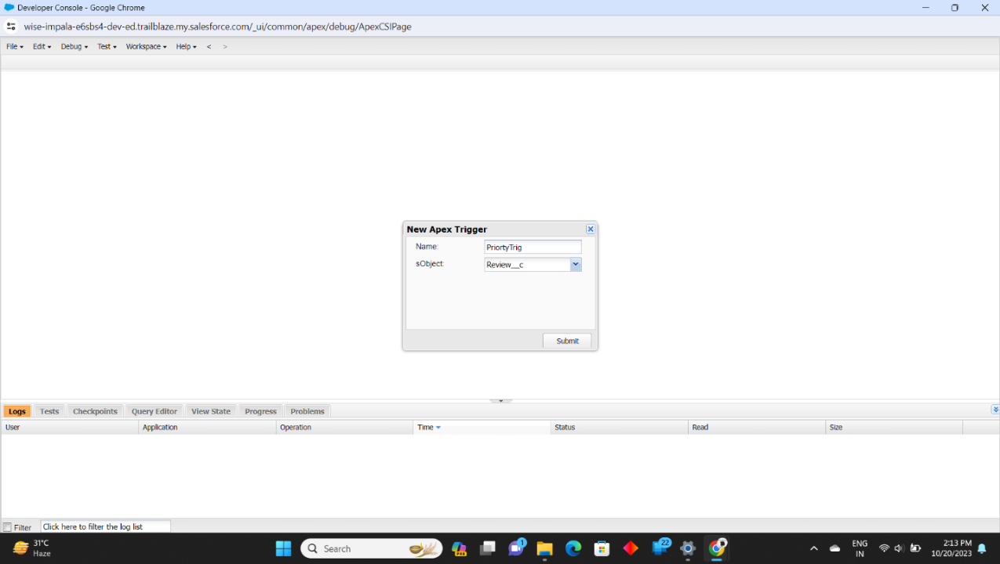 Developer Console - Google Chrome
wise-impala-e6sbs4-dev-ed.trailblaze.my.salesforce.com/_ui/common/apex/debug/ApexCSIPage
File Edit Debug Test Workspace Help < >
New Apex Trigger
Name: PriortyTrig
sObject: Review__c
Submit
Logs Tests Checkpoints Query Editor View State Progress Problems
User Application Operation Time Status Read Size
Filter Click here to filter the log list
31°C
Haze
Search
PRE
1
22
ENG
IN
2:13 PM
10/20/2023